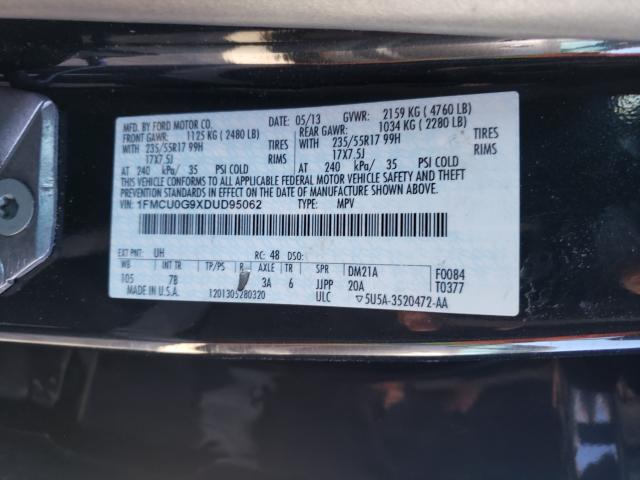 MFD. BY FORD MOTOR CO. 05/13 GVWR: 2159 KG ( 4760 LB)
FRONT GAWR: 1125 KG ( 2480 LB) REAR GAWR: 1034 KG ( 2280 LB)
WITH 235/55R17 99H TIRES WITH 235/55R17 99H TIRES
17X7.5J RIMS 17X7.5J RIMS
AT 240 kPa/ 35 PSI COLD AT 240 kPa/ 35 PSI COLD
THIS VEHICLE CONFORMS TO ALL APPLICABLE FEDERAL MOTOR VEHICLE SAFETY AND THEFT
PREVENTION STANDARDS IN EFFECT ON THE DATE OF MANUFACTURE SHOWN ABOVE.
VIN: 1FMCU0G9XDUD95062 TYPE: MPV
EXT PNT: UH RC: 48 DSO:
WB INT TR TP/PS R AXLE TR SPR DM21A F0084
105 7B 3A 6 JJPP 20A T0377
MADE IN U.S.A. 1201305280320 ULC 5U5A-3520472-AA